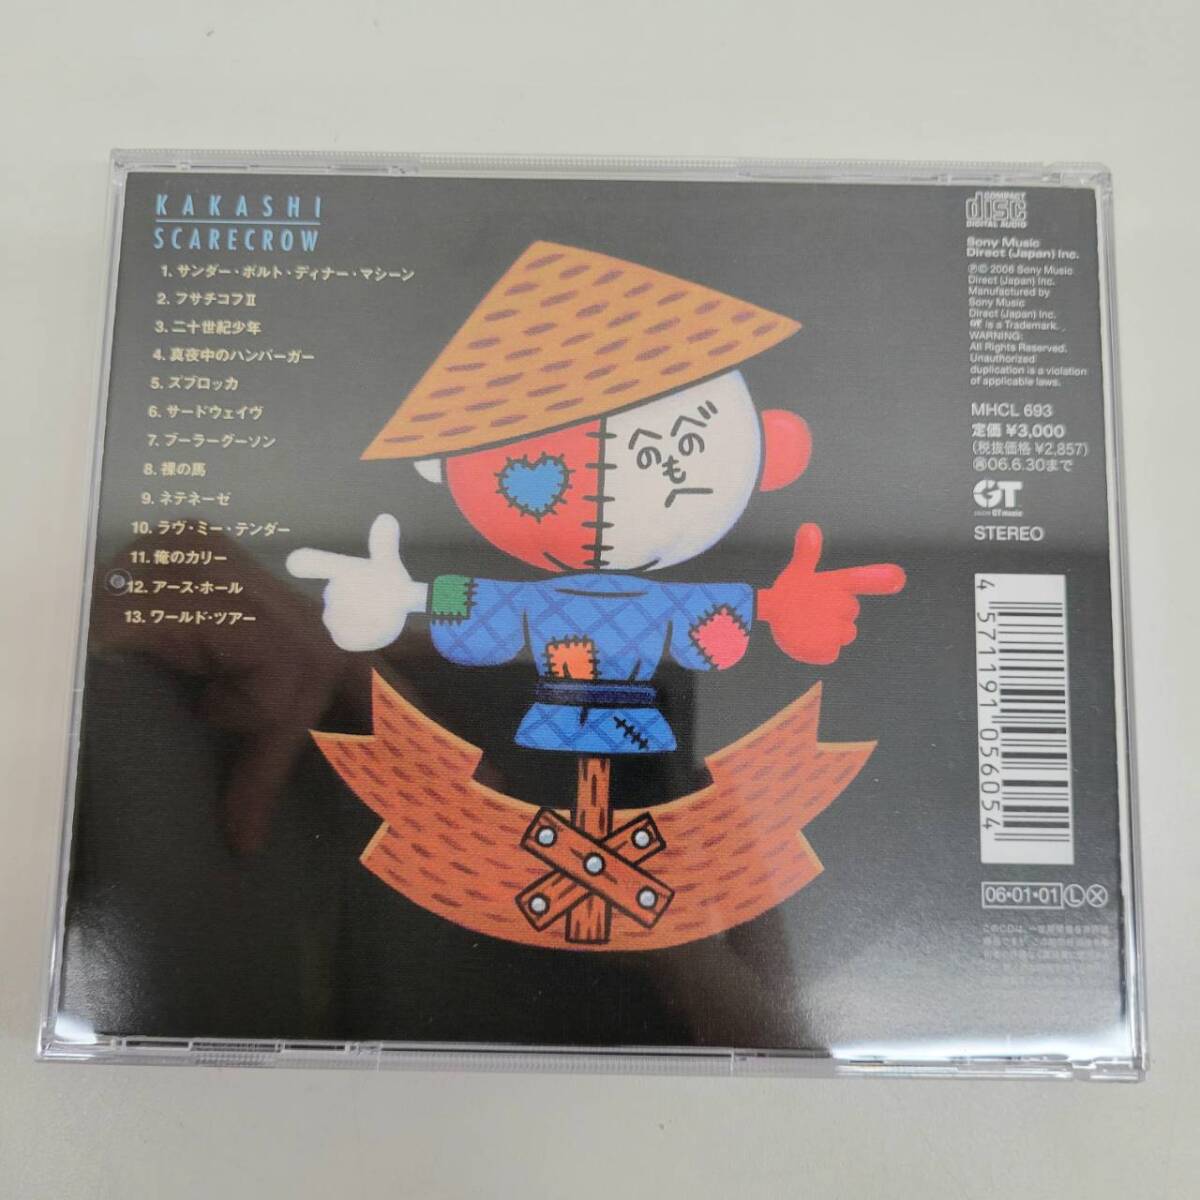 KAKASHI
SCARECROW
1. サンダー・ボルト・ディナー・マシーン
2. フサチコフII
3. 二十世紀少年
4. 真夜中のハンバーガー
5. ズブロッカ
6. サードウェイヴ
7. ブーラーグーソン
8. 裸の馬
9. ネテネーゼ
10. ラヴ・ミー・テンダー
11. 俺のカリー
12. アース・ホール
13. ワールド・ツアー
へのへのもへ
COMPACT
disc
DIGITAL AUDIO
Sony Music
Direct (Japan) Inc.
℗© 2006 Sony Music
Direct (Japan) Inc.
Manufactured by
Sony Music
Direct (Japan) Inc.
GT is a Trademark.
WARNING:
All Rights Reserved.
Unauthorized
duplication is a violation
of applicable laws.
MHCL 693
定価 ¥3,000
(税抜価格 ¥2,857)
06.6.30まで
GT
GT music
STEREO
4 571191 056054
06・01・01 L X